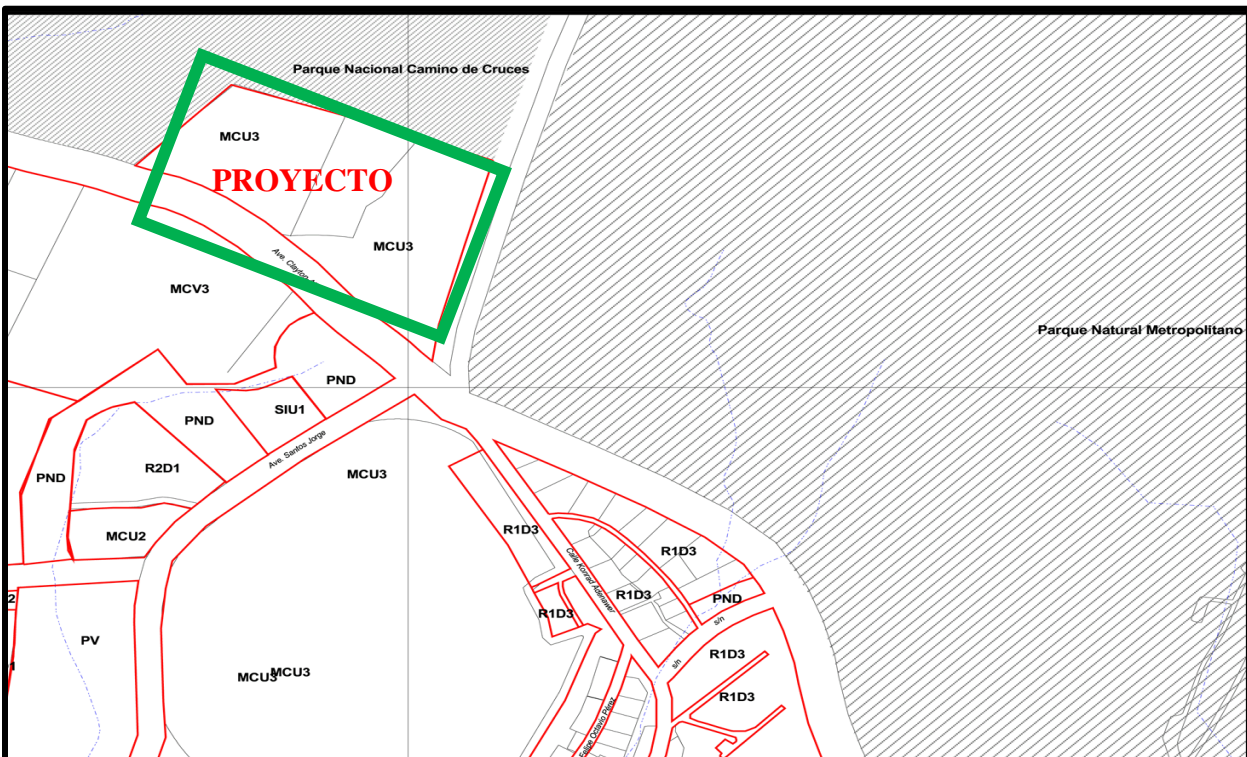 Parque Nacional Camino de Cruces
MCU3
PROYECTO
MCU3
Ave. Clayton
MCV3
Parque Natural Metropolitano
PND
SIU1
PND
Ave. Santos Jorge
R2D1
MCU3
PND
MCU2
R1D3
R1D3
Calle Konrad Adenawer
R1D3
PND
R1D3
s/n
PV
s/n
R1D3
MCU3
MCU3
R1D3
Felipe Octavio Pérez